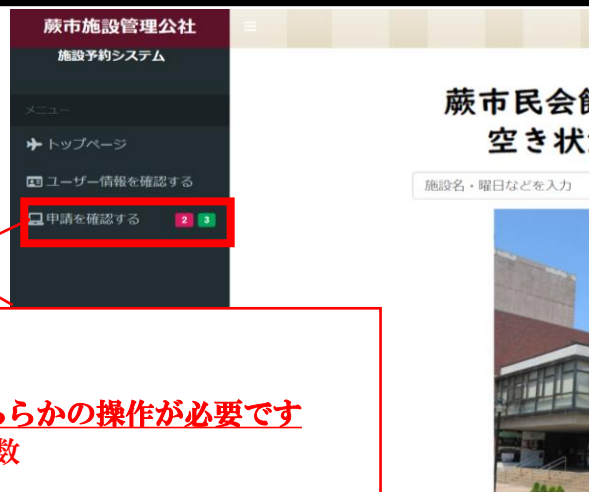 蕨市施設管理公社
施設予約システム
メニュー
トップページ
ユーザー情報を確認する
申請を確認する 2 3
蕨市民会
空き状
施設名・曜日などを入力
らかの操作が必要です
数